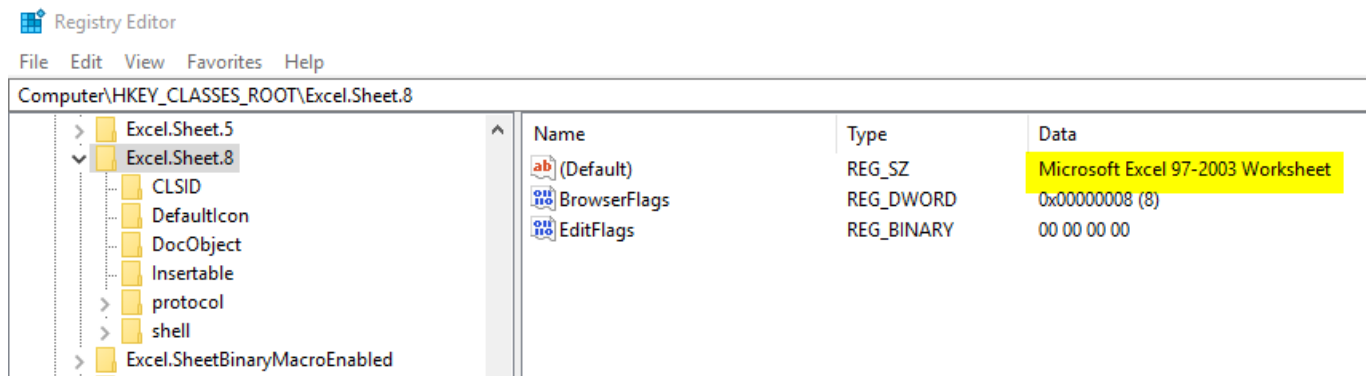 Registry Editor
File Edit View Favorites Help
Computer\HKEY_CLASSES_ROOT\Excel.Sheet.8
Excel.Sheet.5
Excel.Sheet.8
CLSID
DefaultIcon
DocObject
Insertable
protocol
shell
Excel.SheetBinaryMacroEnabled
Name Type Data
ab (Default) REG_SZ Microsoft Excel 97-2003 Worksheet
BrowserFlags REG_DWORD 0x00000008 (8)
EditFlags REG_BINARY 00 00 00 00